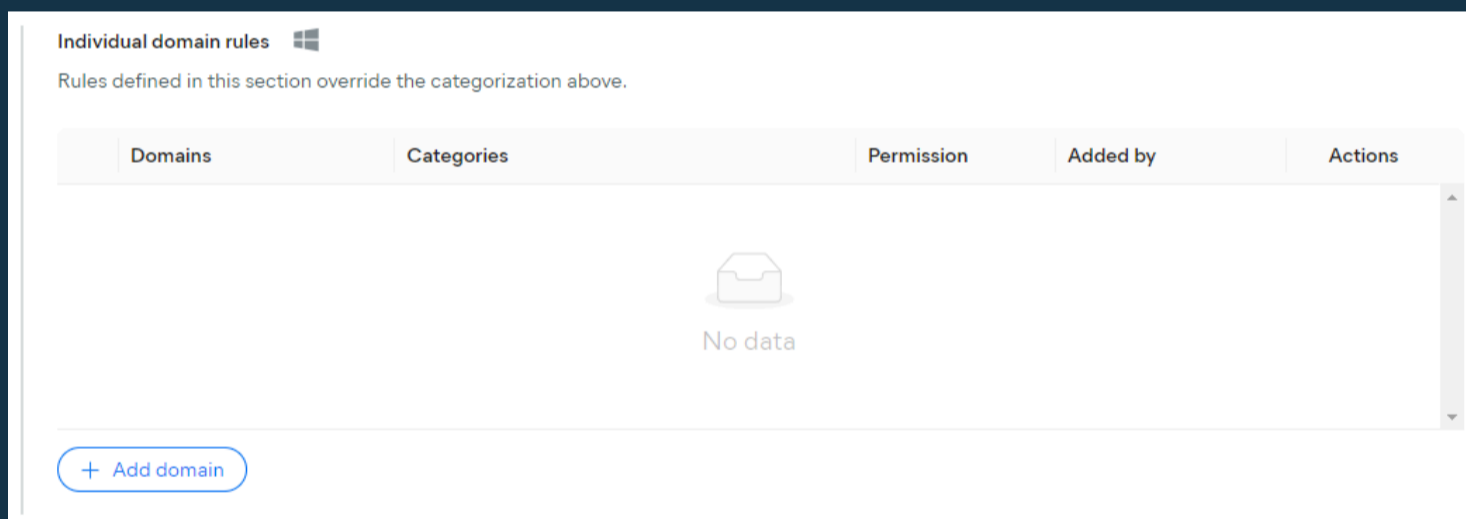 Individual domain rules
Rules defined in this section override the categorization above.
Domains Categories Permission Added by Actions
No data
+ Add domain